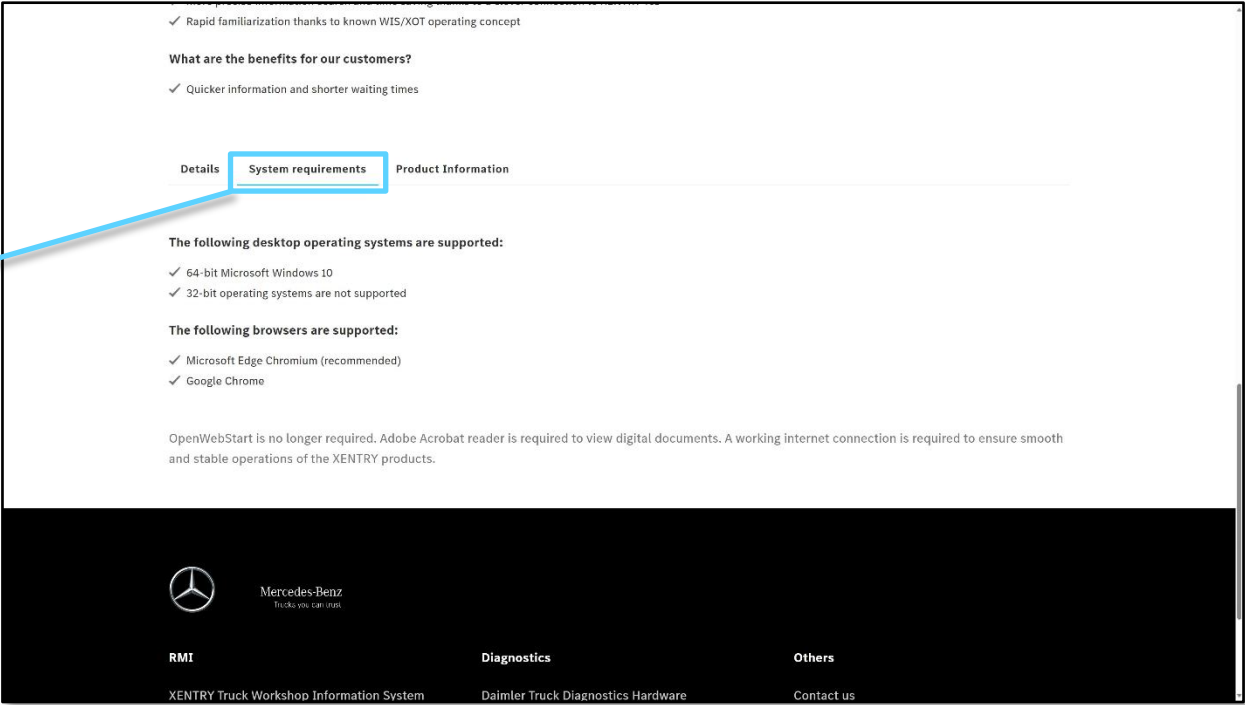 Rapid familiarization thanks to known WIS/XOT operating concept
What are the benefits for our customers?
Quicker information and shorter waiting times
Details System requirements Product Information
The following desktop operating systems are supported:
64-bit Microsoft Windows 10
32-bit operating systems are not supported
The following browsers are supported:
Microsoft Edge Chromium (recommended)
Google Chrome
OpenWebStart is no longer required. Adobe Acrobat reader is required to view digital documents. A working internet connection is required to ensure smooth
and stable operations of the XENTRY products.
Mercedes-Benz
Trucks you can trust
RMI Diagnostics Others
XENTRY Truck Workshop Information System Daimler Truck Diagnostics Hardware Contact us